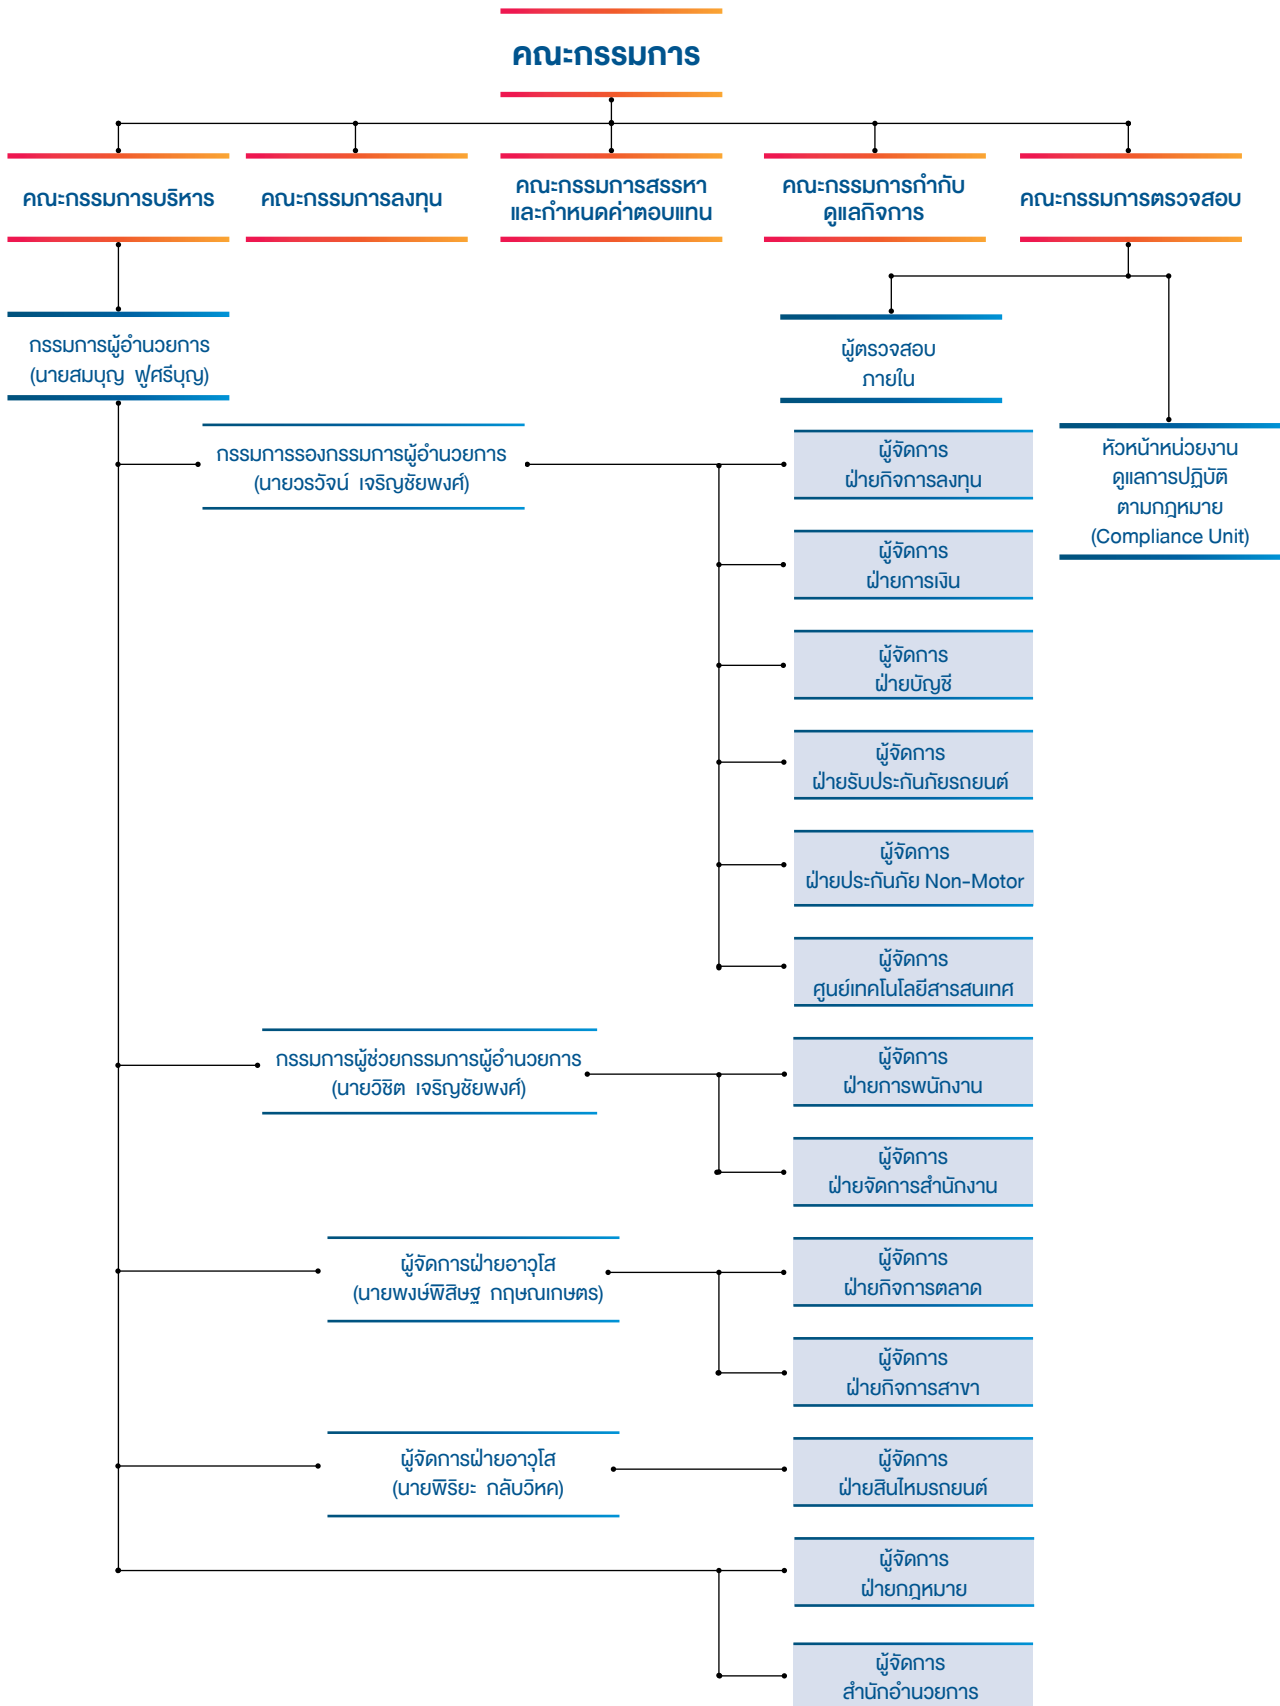 คณะกรรมการ
คณะกรรมการบริหาร
คณะกรรมการลงทุน
คณะกรรมการสรรหา
และกำหนดค่าตอบแทน
คณะกรรมการกำกับ
ดูแลกิจการ
คณะกรรมการตรวจสอบ
กรรมการผู้อำนวยการ
(นายสมบุญ ฟูศรีบุญ)
ผู้ตรวจสอบ
ภายใน
หัวหน้าหน่วยงาน
ดูแลการปฏิบัติ
ตามกฎหมาย
(Compliance Unit)
กรรมการรองกรรมการผู้อำนวยการ
(นายวรวัจน์ เจริญชัยพงศ์)
ผู้จัดการ
ฝ่ายกิจการลงทุน
ผู้จัดการ
ฝ่ายการเงิน
ผู้จัดการ
ฝ่ายบัญชี
ผู้จัดการ
ฝ่ายรับประกันภัยรถยนต์
ผู้จัดการ
ฝ่ายประกันภัย Non-Motor
ผู้จัดการ
ศูนย์เทคโนโลยีสารสนเทศ
กรรมการผู้ช่วยกรรมการผู้อำนวยการ
(นายวิชิต เจริญชัยพงศ์)
ผู้จัดการ
ฝ่ายการพนักงาน
ผู้จัดการ
ฝ่ายจัดการสำนักงาน
ผู้จัดการฝ่ายอาวุโส
(นายพงษ์พิสิษฐ กฤษณเกษตร)
ผู้จัดการ
ฝ่ายกิจการตลาด
ผู้จัดการ
ฝ่ายกิจการสาขา
ผู้จัดการฝ่ายอาวุโส
(นายพิริยะ กลับวิหค)
ผู้จัดการ
ฝ่ายสินไหมรถยนต์
ผู้จัดการ
ฝ่ายกฎหมาย
ผู้จัดการ
สำนักอำนวยการ